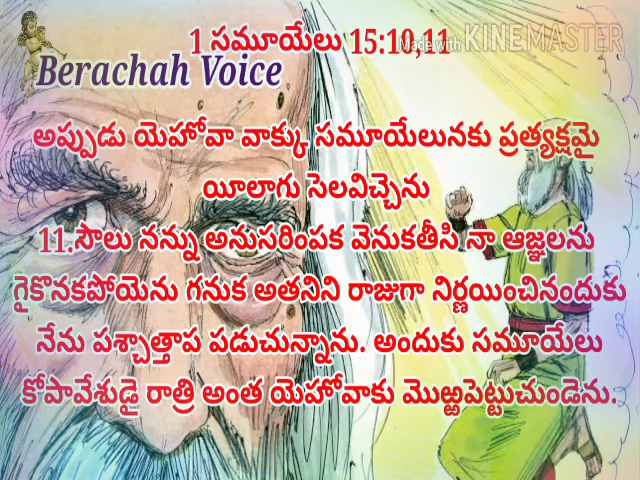 1 సమూయేలు 15:10,11
Made with KINEMASTER
Berachah Voice
అప్పుడు యెహోవా వాక్కు సమూయేలునకు ప్రత్యక్షమై
యీలాగు సెలవిచ్చెను
11.సౌలు నన్ను అనుసరింపక వెనుకతీసి నా ఆజ్ఞలను
గైకొనకపోయెను గనుక అతనిని రాజుగా నిర్ణయించినందుకు
నేను పశ్చాత్తాప పడుచున్నాను. అందుకు సమూయేలు
కోపావేశుడై రాత్రి అంత యెహోవాకు మొఱ్ఱపెట్టుచుండెను.